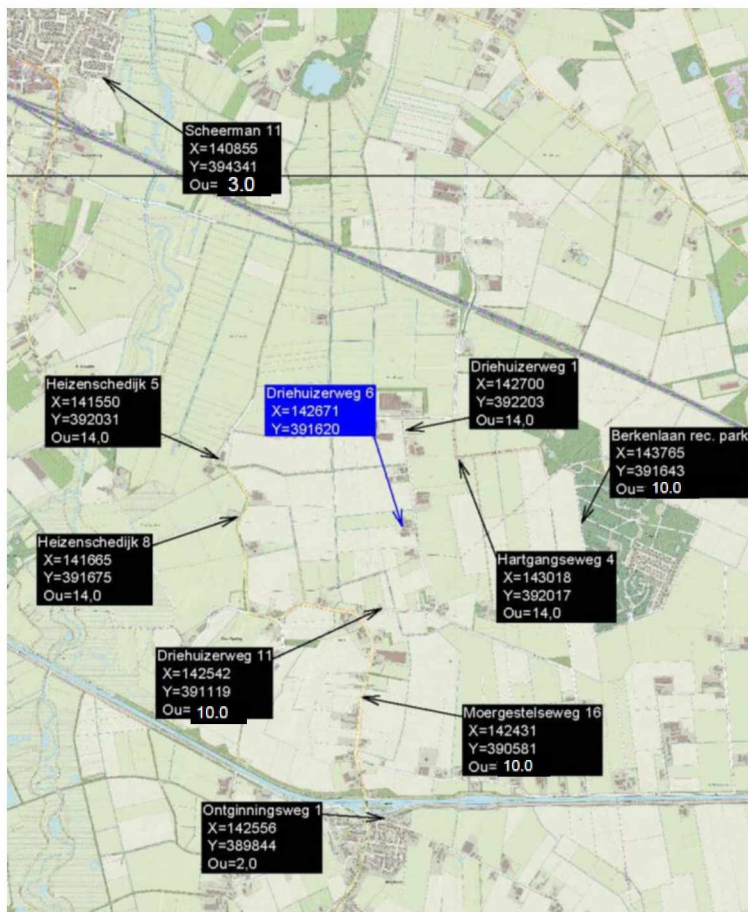 Scheerman 11
X=140855
Y=394341
Ou= 3.0
Heizenschedijk 5
X=141550
Y=392031
Ou=14,0
Driehuizerweg 6
X=142671
Y=391620
Driehuizerweg 1
X=142700
Y=392203
Ou=14,0
Berkenlaan rec. park
X=143765
Y=391643
Ou= 10.0
Heizenschedijk 8
X=141665
Y=391675
Ou=14,0
Hartgangseweg 4
X=143018
Y=392017
Ou=14,0
Driehuizerweg 11
X=142542
Y=391119
Ou= 10.0
Moergestelseweg 16
X=142431
Y=390581
Ou= 10.0
Ontginningsweg 1
X=142556
Y=389844
Ou=2,0